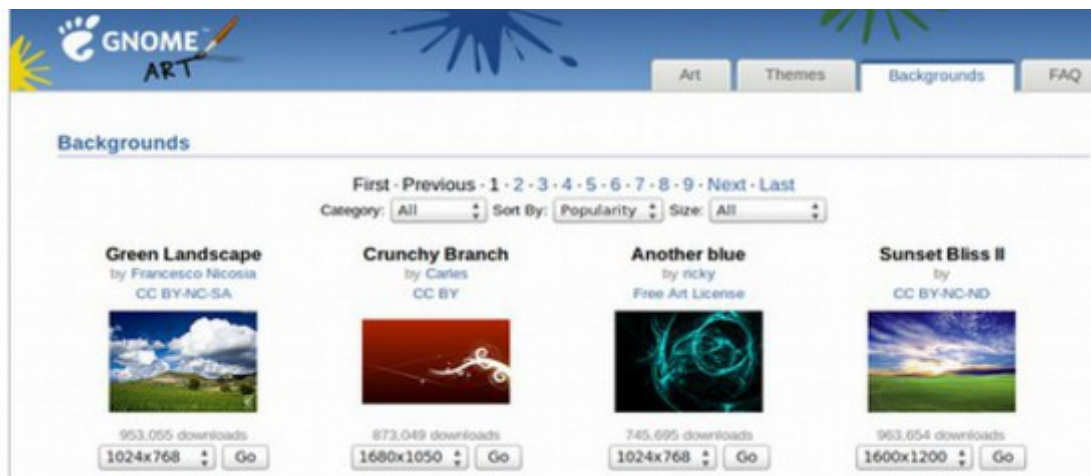 GNOME™
ART
Art Themes Backgrounds FAQ
Backgrounds
First · Previous · 1 · 2 · 3 · 4 · 5 · 6 · 7 · 8 · 9 · Next · Last
Category: All Sort By: Popularity Size: All
Green Landscape Crunchy Branch Another blue Sunset Bliss II
by Francesco Nicosia by Carles by ricky by
CC BY-NC-SA CC BY Free Art License CC BY-NC-ND
953,055 downloads 873,049 downloads 745,695 downloads 963,654 downloads
1024x768 Go 1680x1050 Go 1024x768 Go 1600x1200 Go